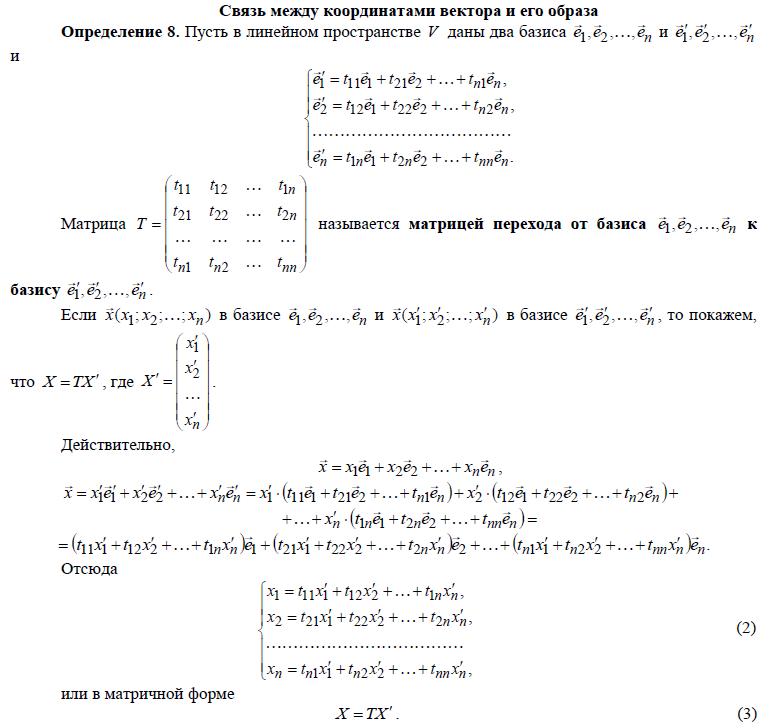 Связь между координатами вектора и его образа
Определение 8. Пусть в линейном пространстве V даны два базиса e⃗₁, e⃗₂, …, e⃗ₙ и e⃗′₁, e⃗′₂, …, e⃗′ₙ
и
e⃗′₁ = t₁₁e⃗₁ + t₂₁e⃗₂ + … + tₙ₁e⃗ₙ,
e⃗′₂ = t₁₂e⃗₁ + t₂₂e⃗₂ + … + tₙ₂e⃗ₙ,
……………………………
e⃗′ₙ = t₁ₙe⃗₁ + t₂ₙe⃗₂ + … + tₙₙe⃗ₙ.
t₁₁ t₁₂ … t₁ₙ
t₂₁ t₂₂ … t₂ₙ
Матрица T = называется матрицей перехода от базиса e⃗₁, e⃗₂, …, e⃗ₙ к
… … … …
tₙ₁ tₙ₂ … tₙₙ
базису e⃗′₁, e⃗′₂, …, e⃗′ₙ.
Если x⃗(x₁; x₂; …; xₙ) в базисе e⃗₁, e⃗₂, …, e⃗ₙ и x⃗(x′₁; x′₂; …; x′ₙ) в базисе e⃗′₁, e⃗′₂, …, e⃗′ₙ, то покажем,
x′₁
x′₂
что X = TX′, где X′ = .
…
x′ₙ
Действительно,
x⃗ = x₁e⃗₁ + x₂e⃗₂ + … + xₙe⃗ₙ,
x⃗ = x′₁e⃗′₁ + x′₂e⃗′₂ + … + x′ₙe⃗′ₙ = x′₁ · (t₁₁e⃗₁ + t₂₁e⃗₂ + … + tₙ₁e⃗ₙ) + x′₂ · (t₁₂e⃗₁ + t₂₂e⃗₂ + … + tₙ₂e⃗ₙ) +
+ … + x′ₙ · (t₁ₙe⃗₁ + t₂ₙe⃗₂ + … + tₙₙe⃗ₙ) =
= (t₁₁x′₁ + t₁₂x′₂ + … + t₁ₙx′ₙ)e⃗₁ + (t₂₁x′₁ + t₂₂x′₂ + … + t₂ₙx′ₙ)e⃗₂ + … + (tₙ₁x′₁ + tₙ₂x′₂ + … + tₙₙx′ₙ)e⃗ₙ.
Отсюда
x₁ = t₁₁x′₁ + t₁₂x′₂ + … + t₁ₙx′ₙ,
x₂ = t₂₁x′₁ + t₂₂x′₂ + … + t₂ₙx′ₙ,
(2)
……………………………
xₙ = tₙ₁x′₁ + tₙ₂x′₂ + … + tₙₙx′ₙ,
или в матричной форме
X = TX′. (3)